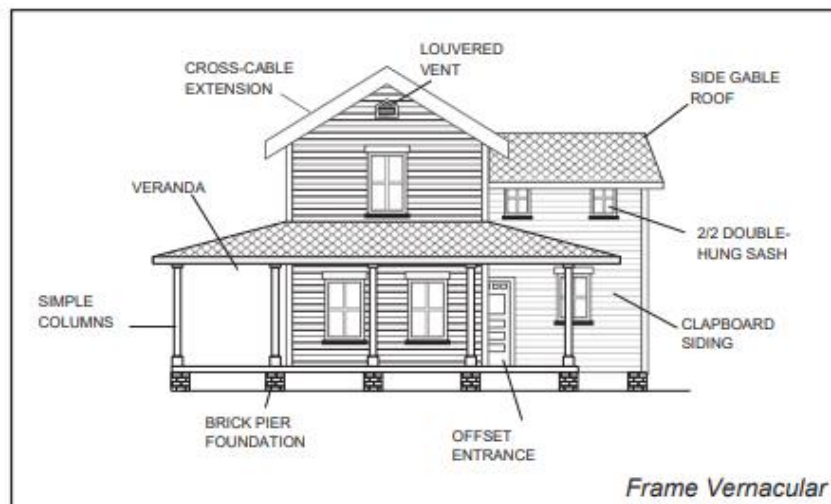 LOUVERED
VENT
CROSS-CABLE
EXTENSION
SIDE GABLE
ROOF
VERANDA
2/2 DOUBLE-
HUNG SASH
SIMPLE
COLUMNS
CLAPBOARD
SIDING
BRICK PIER
FOUNDATION
OFFSET
ENTRANCE
Frame Vernacular